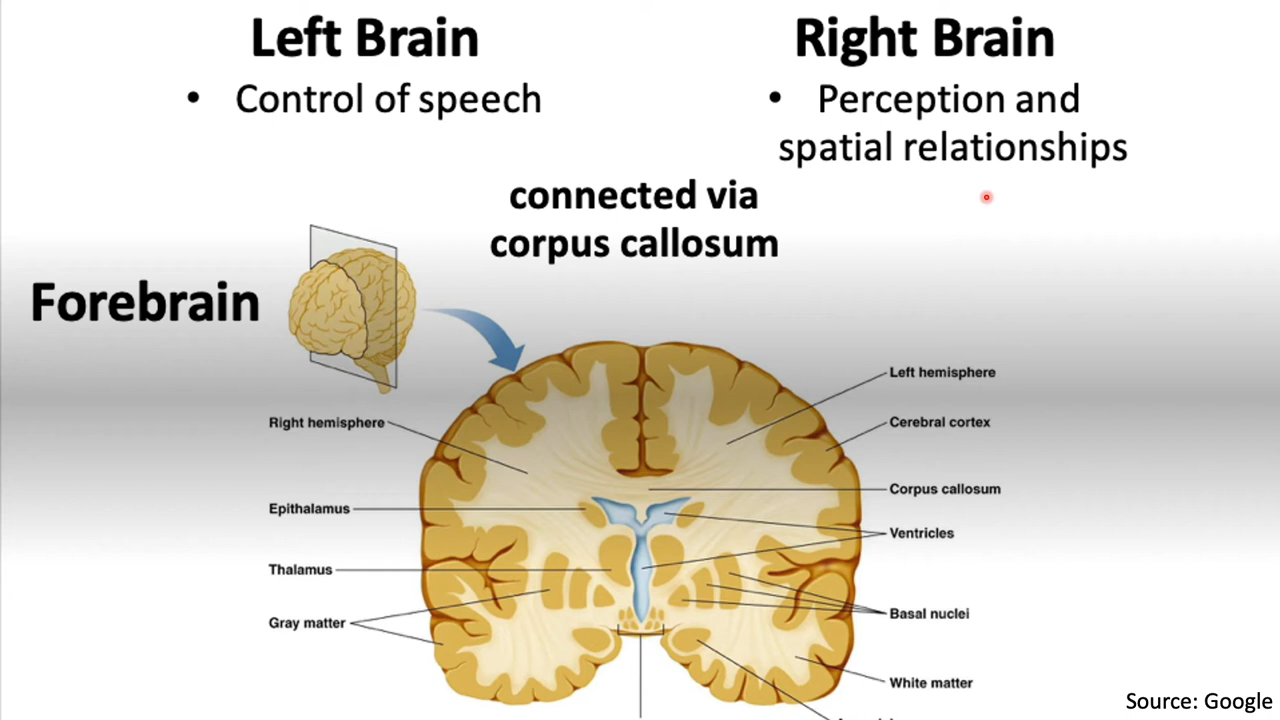 Left Brain
• Control of speech
Right Brain
• Perception and
spatial relationships
connected via
corpus callosum
Forebrain
Right hemisphere
Epithalamus
Thalamus
Gray matter
Left hemisphere
Cerebral cortex
Corpus callosum
Ventricles
Basal nuclei
White matter
Source: Google